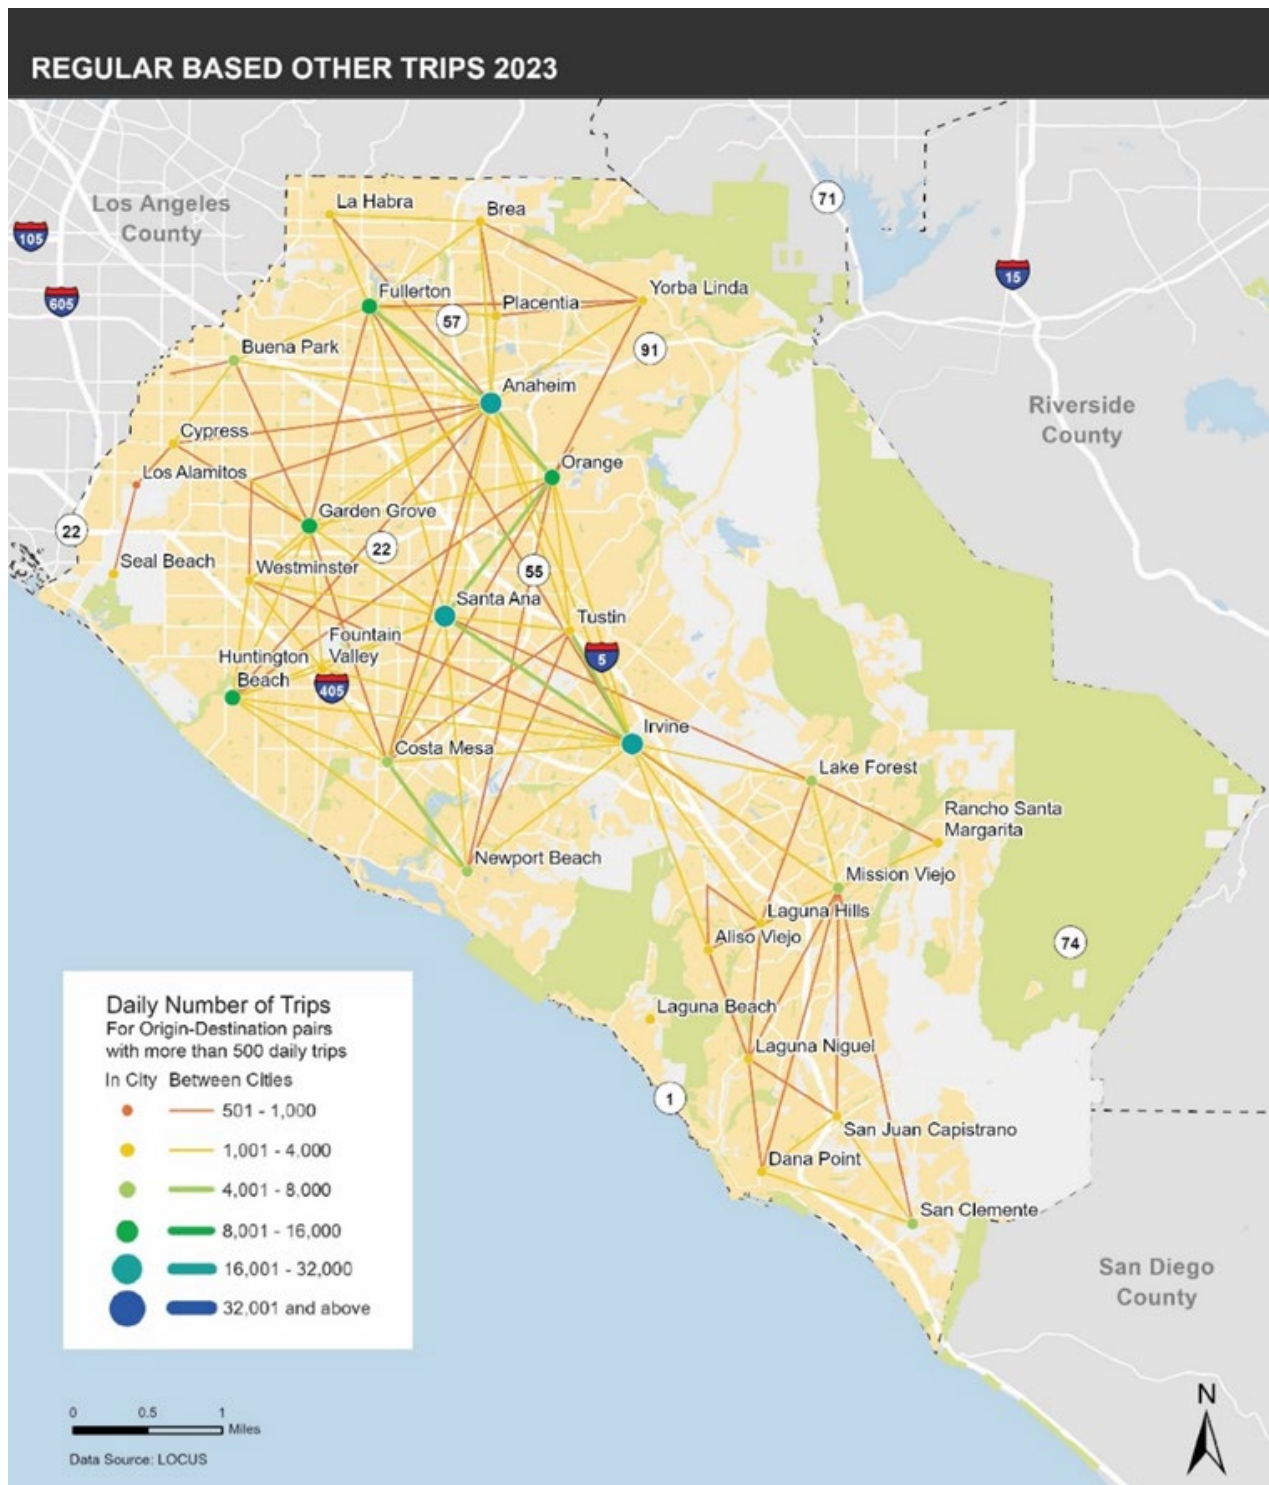 REGULAR BASED OTHER TRIPS 2023
Los Angeles
County
105
605
71
15
La Habra
Brea
Fullerton
57
Placentia
Yorba Linda
91
Buena Park
Anaheim
Riverside
County
Cypress
Los Alamitos
Orange
22
Garden Grove
22
Seal Beach
Westminster
55
Santa Ana
Tustin
Fountain
Valley
Huntington
Beach
405
5
Irvine
Costa Mesa
Lake Forest
Rancho Santa
Margarita
Newport Beach
Mission Viejo
Laguna Hills
Aliso Viejo
74
Laguna Beach
Laguna Niguel
1
San Juan Capistrano
Dana Point
San Clemente
San Diego
County
Daily Number of Trips
For Origin-Destination pairs
with more than 500 daily trips
In City Between Cities
501 - 1,000
1,001 - 4,000
4,001 - 8,000
8,001 - 16,000
16,001 - 32,000
32,001 and above
0 0.5 1
Miles
Data Source: LOCUS
N